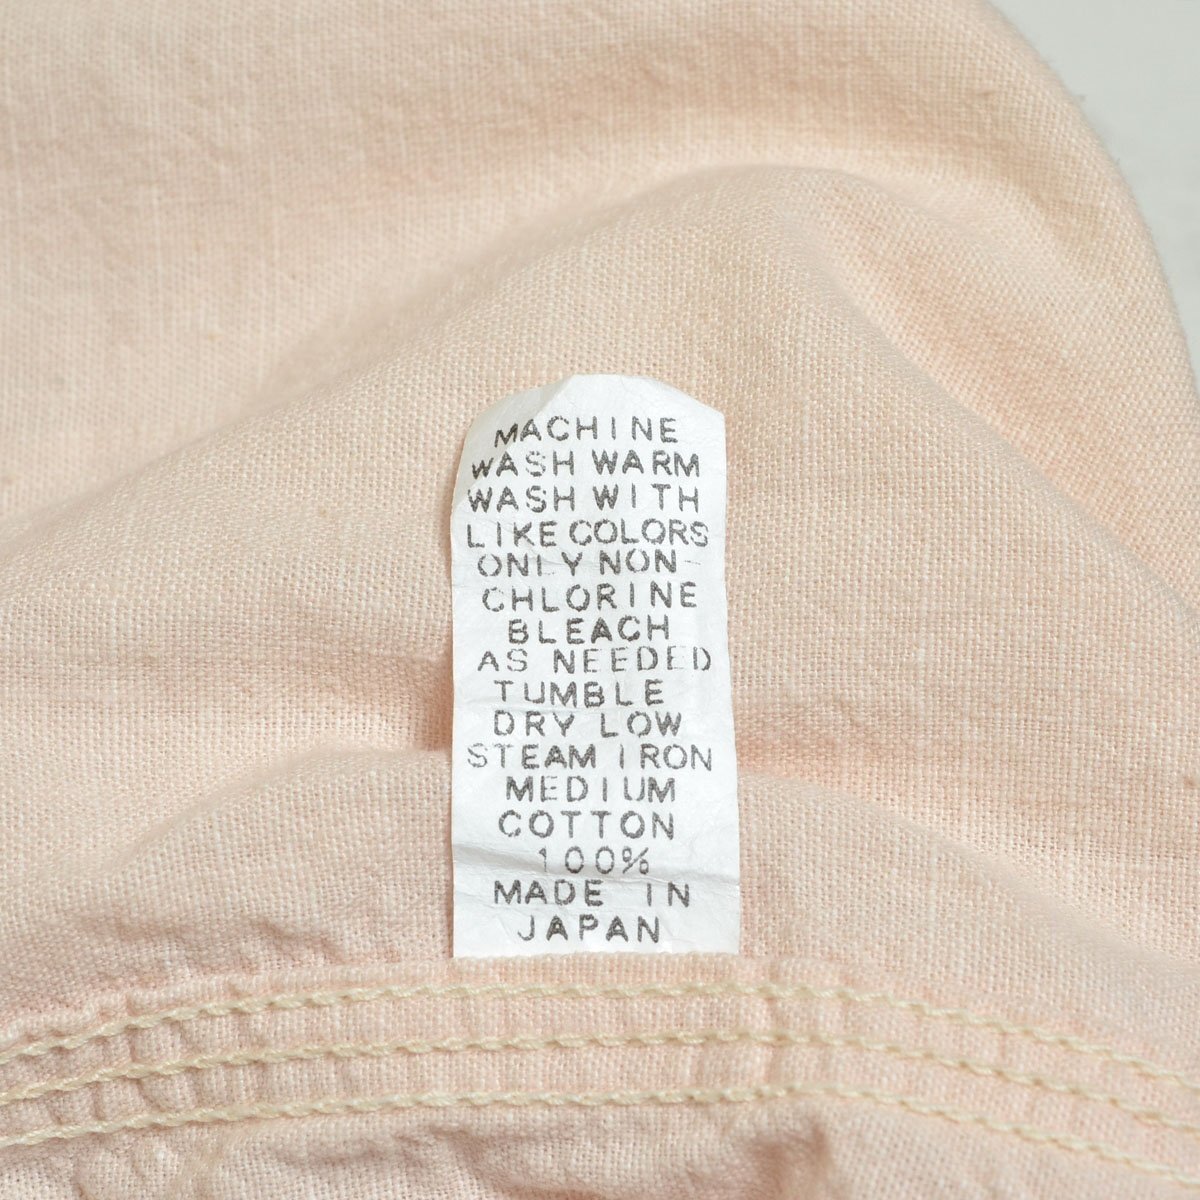 MACHINE
WASH WARM
WASH WITH
LIKE COLORS
ONLY NON-
CHLORINE
BLEACH
AS NEEDED
TUMBLE
DRY LOW
STEAM IRON
MEDIUM
COTTON
100%
MADE IN
JAPAN